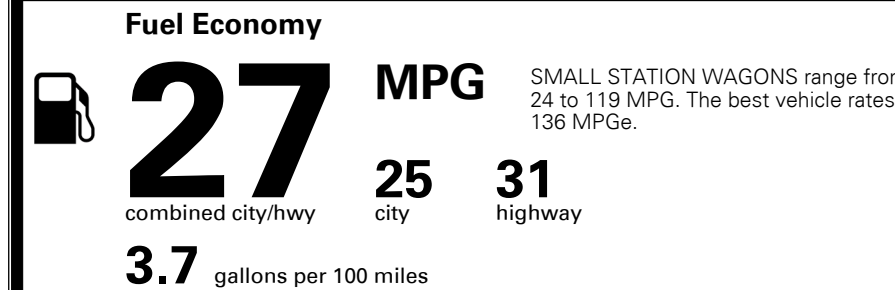 Fuel Economy
27 MPG
SMALL STATION WAGONS range from
24 to 119 MPG. The best vehicle rates
136 MPGe.
combined city/hwy
25
city
31
highway
3.7 gallons per 100 miles